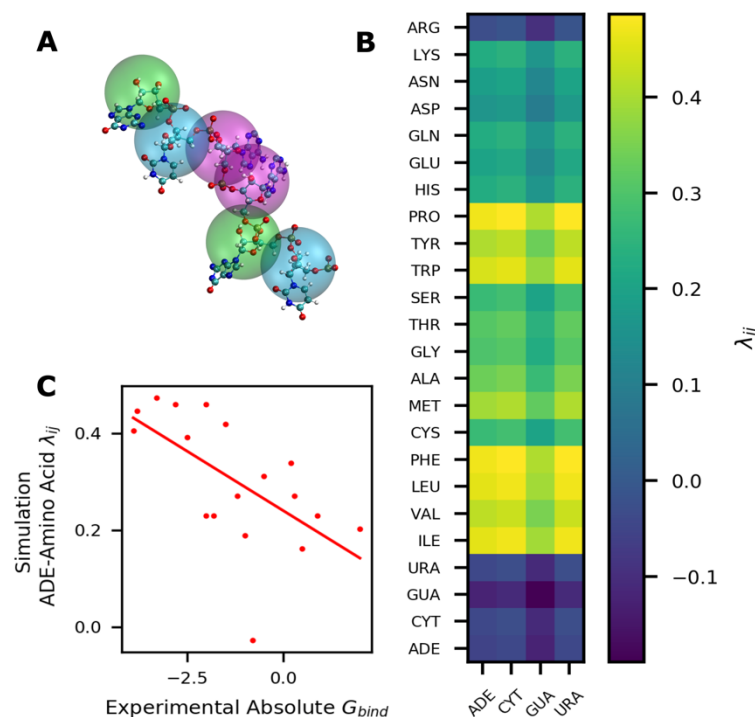 A
B
ARG
LYS
ASN
ASP
GLN
GLU
HIS
PRO
TYR
TRP
SER
THR
GLY
ALA
MET
CYS
PHE
LEU
VAL
ILE
URA
GUA
CYT
ADE
ADE CYT GUA URA
0.4
0.3
0.2
0.1
0.0
−0.1
λij
C
0.4
0.2
0.0
Simulation
ADE-Amino Acid λij
−2.5 0.0
Experimental Absolute Gbind